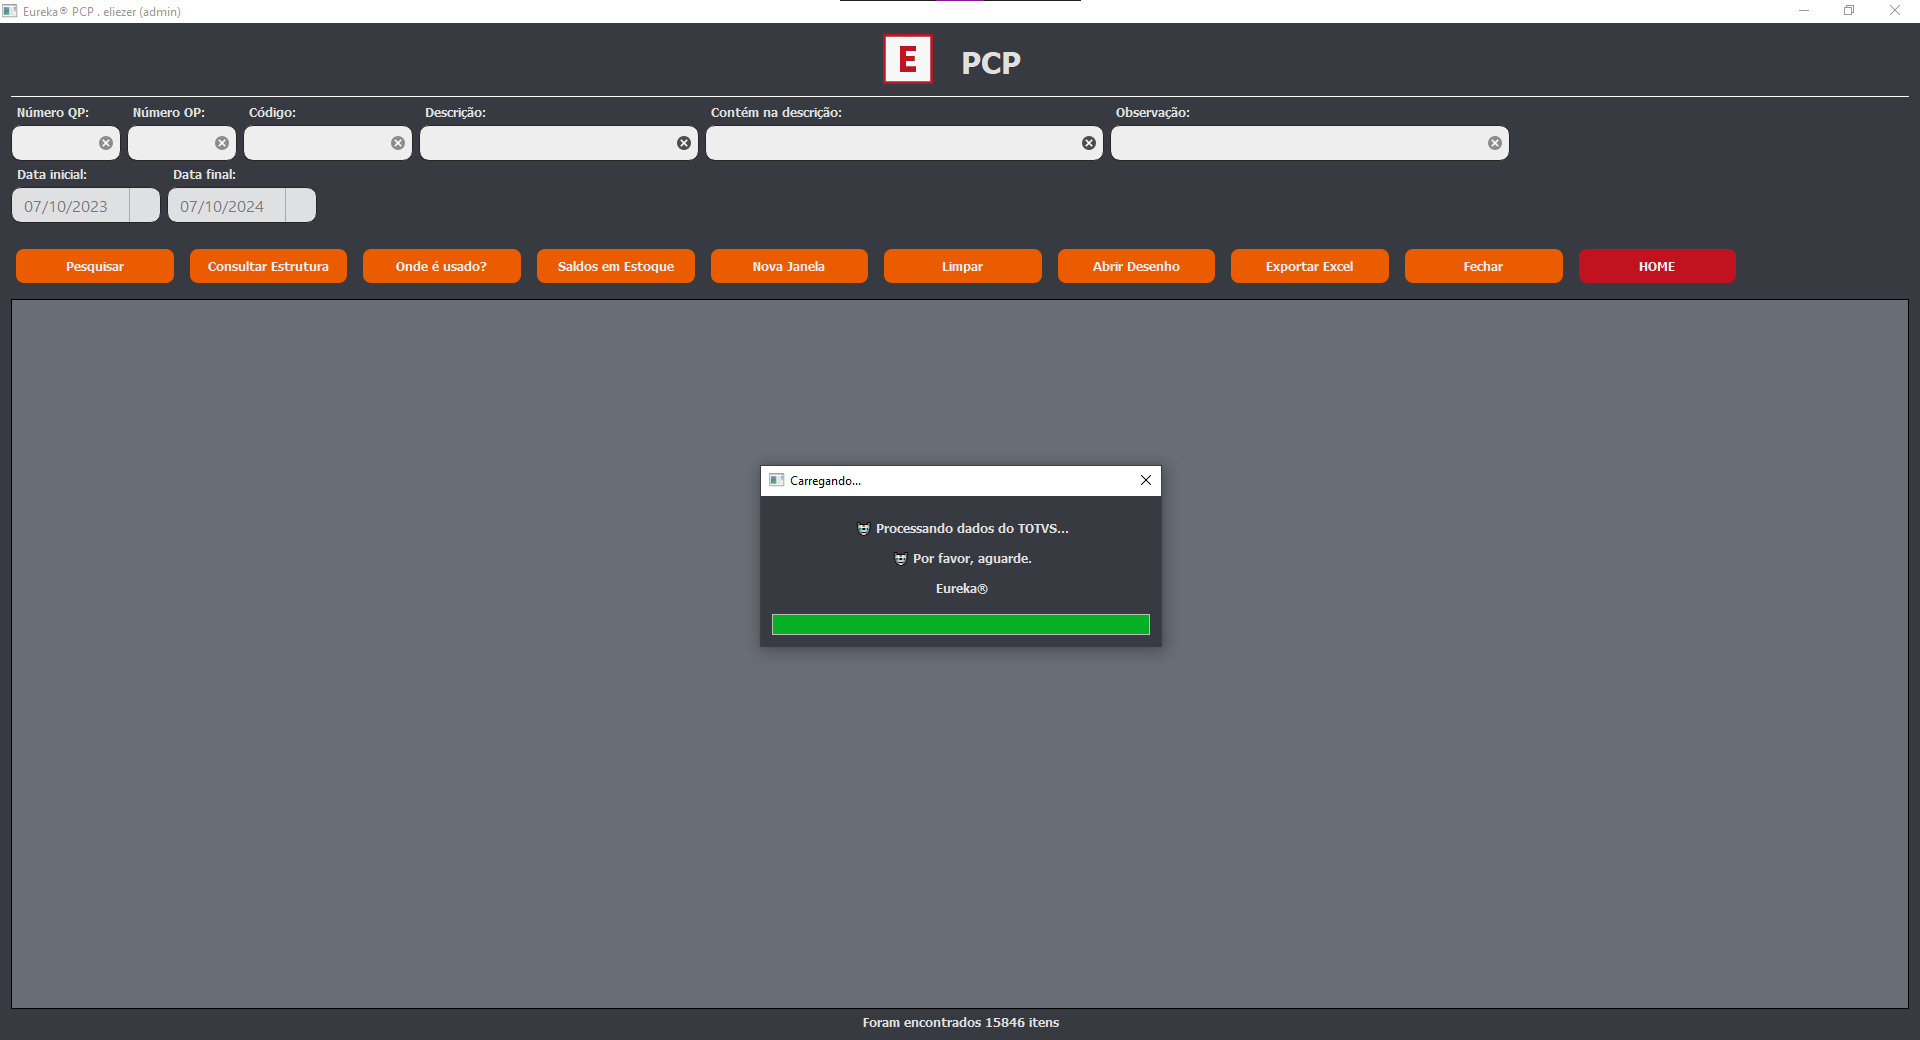 Eureka® PCP . eliezer (admin)
E PCP
Número QP: Número OP: Código: Descrição: Contém na descrição: Observação:
Data inicial: Data final:
07/10/2023 07/10/2024
Pesquisar Consultar Estrutura Onde é usado? Saldos em Estoque Nova Janela Limpar Abrir Desenho Exportar Excel Fechar HOME
Carregando...
Processando dados do TOTVS...
Por favor, aguarde.
Eureka®
Foram encontrados 15846 itens